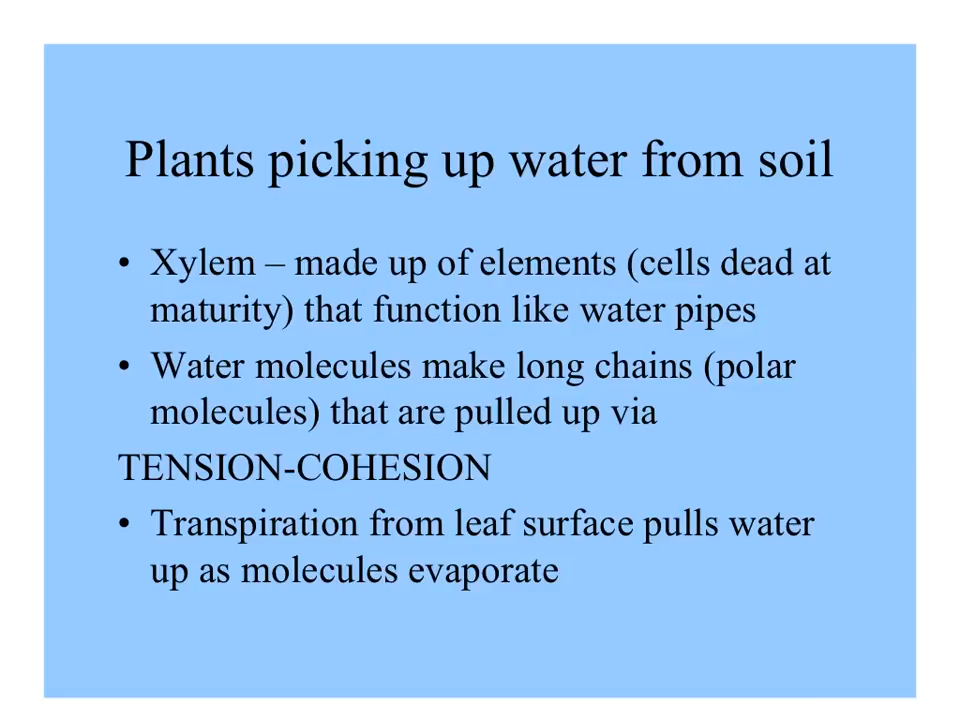 Plants picking up water from soil
• Xylem – made up of elements (cells dead at
maturity) that function like water pipes
• Water molecules make long chains (polar
molecules) that are pulled up via
TENSION-COHESION
• Transpiration from leaf surface pulls water
up as molecules evaporate